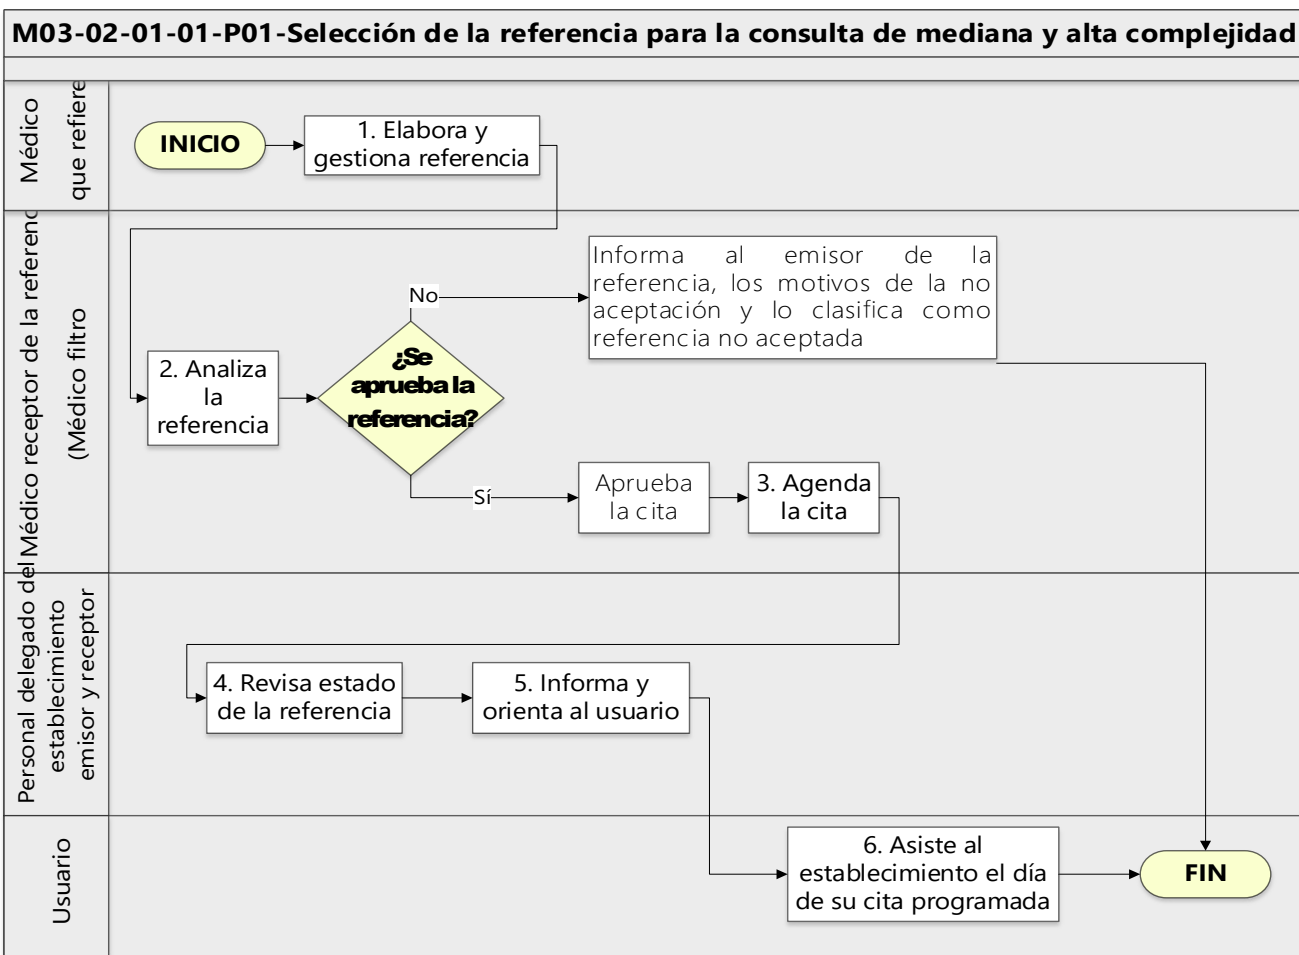 M03-02-01-01-P01-Selección de la referencia para la consulta de mediana y alta complejidad
Médico
que refiere
INICIO
1. Elabora y
gestiona referencia
Médico receptor de la referenc
(Médico filtro)
Informa al emisor de la
referencia, los motivos de la no
aceptación y lo clasifica como
referencia no aceptada
No
2. Analiza
la
referencia
¿Se
aprueba la
referencia?
Sí
Aprueba
la cita
3. Agenda
la cita
Personal delegado del
establecimiento
emisor y receptor
4. Revisa estado
de la referencia
5. Informa y
orienta al usuario
Usuario
6. Asiste al
establecimiento el día
de su cita programada
FIN